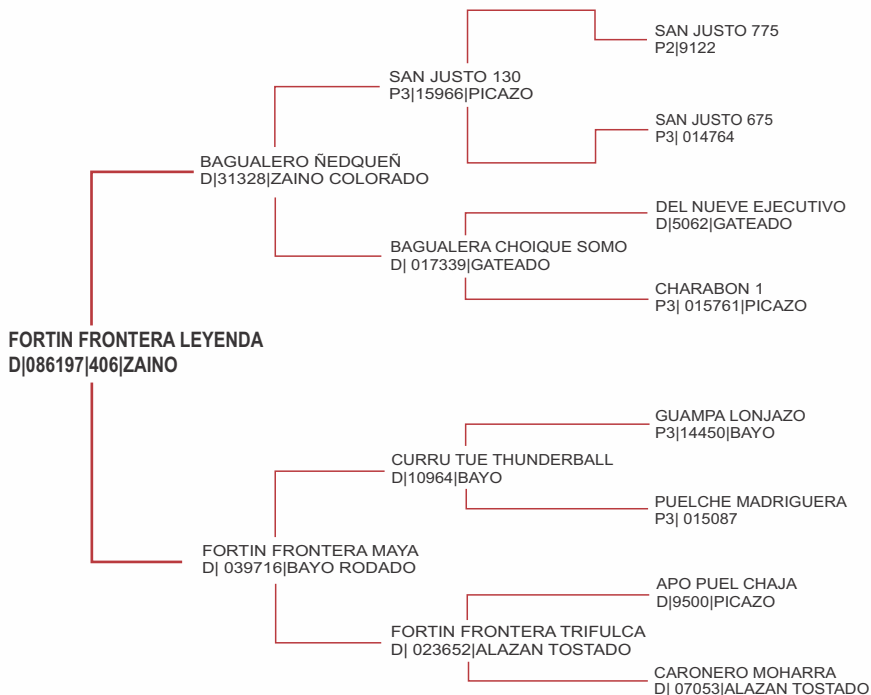 SAN JUSTO 775
P2|9122
SAN JUSTO 130
P3|15966|PICAZO
SAN JUSTO 675
P3| 014764
BAGUALERO ÑEDQUEÑ
D|31328|ZAINO COLORADO
DEL NUEVE EJECUTIVO
D|5062|GATEADO
BAGUALERA CHOIQUE SOMO
D| 017339|GATEADO
CHARABON 1
P3| 015761|PICAZO
FORTIN FRONTERA LEYENDA
D|086197|406|ZAINO
GUAMPA LONJAZO
P3|14450|BAYO
CURRU TUE THUNDERBALL
D|10964|BAYO
PUELCHE MADRIGUERA
P3| 015087
FORTIN FRONTERA MAYA
D| 039716|BAYO RODADO
APO PUEL CHAJA
D|9500|PICAZO
FORTIN FRONTERA TRIFULCA
D| 023652|ALAZAN TOSTADO
CARONERO MOHARRA
D| 07053|ALAZAN TOSTADO